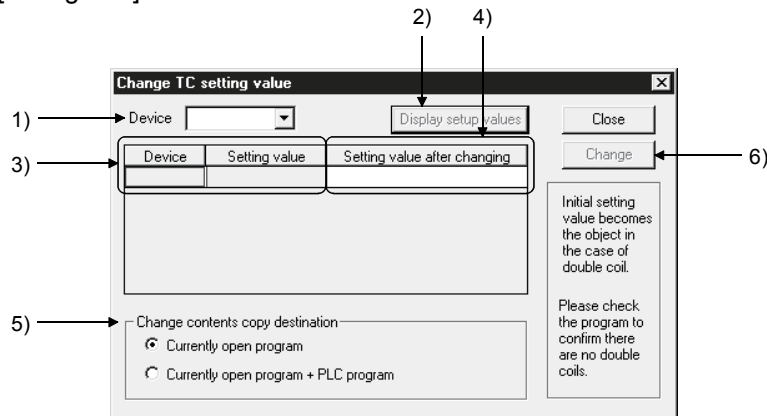 2) 4)
Change TC setting value
1) Device Display setup values Close
3) Device Setting value Setting value after changing Change 6)
Initial setting
value becomes
the object in
the case of
double coil.
Please check
the program to
confirm there
are no double
coils.
5) Change contents copy destination
Currently open program
Currently open program + PLC program